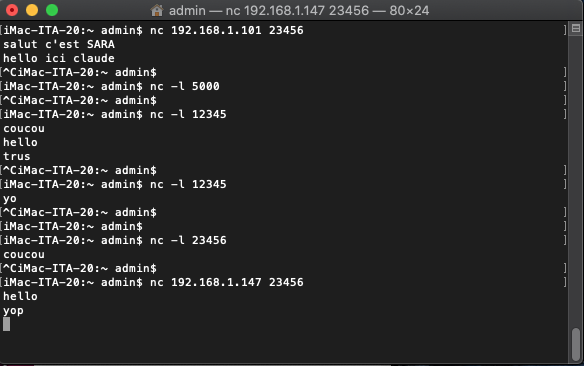 admin — nc 192.168.1.147 23456 — 80×24
[iMac-ITA-20:~ admin$ nc 192.168.1.101 23456 ]
salut c'est SARA
hello ici claude
[^CiMac-ITA-20:~ admin$ ]
[iMac-ITA-20:~ admin$ nc -l 5000 ]
[^CiMac-ITA-20:~ admin$ ]
[iMac-ITA-20:~ admin$ nc -l 12345 ]
coucou
hello
trus
[^CiMac-ITA-20:~ admin$ ]
[iMac-ITA-20:~ admin$ nc -l 12345 ]
yo
[^CiMac-ITA-20:~ admin$ ]
[iMac-ITA-20:~ admin$ ]
[iMac-ITA-20:~ admin$ nc -l 23456 ]
coucou
[^CiMac-ITA-20:~ admin$ ]
[iMac-ITA-20:~ admin$ nc 192.168.1.147 23456 ]
hello
yop